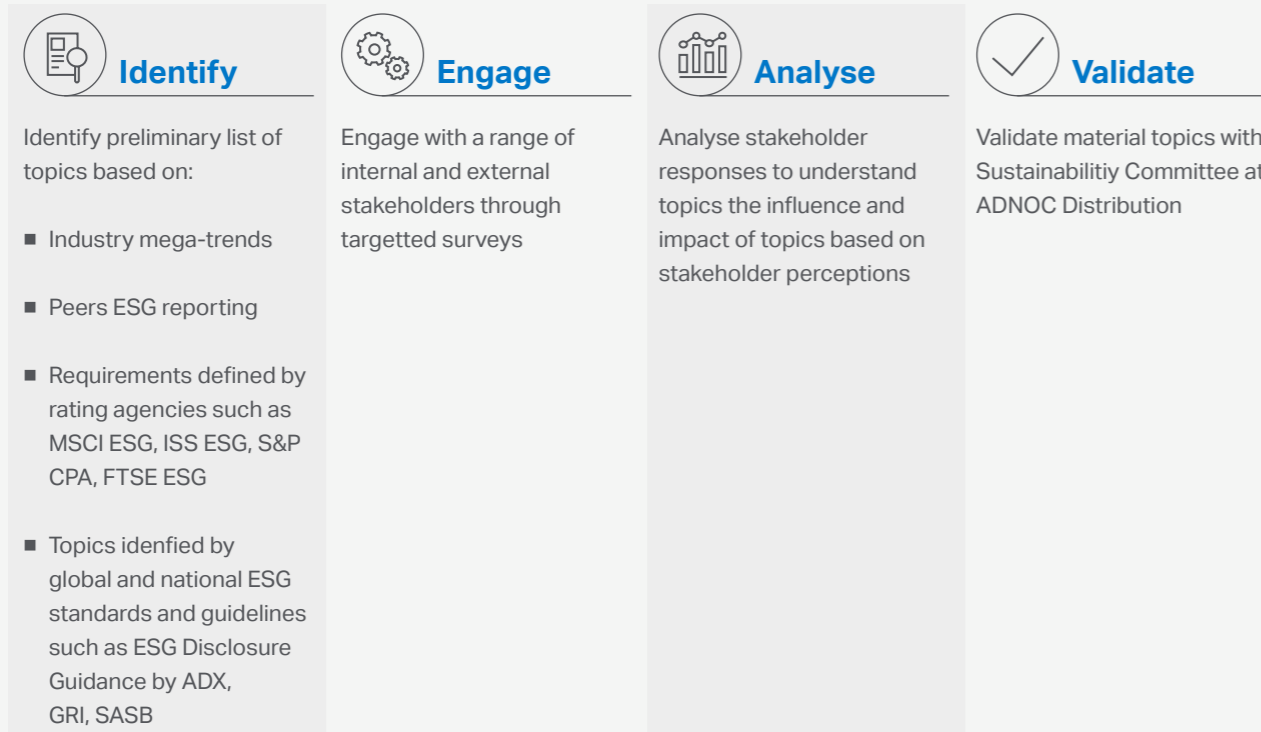 Identify
Identify preliminary list of
topics based on:
■ Industry mega-trends
■ Peers ESG reporting
■ Requirements defined by
rating agencies such as
MSCI ESG, ISS ESG, S&P
CPA, FTSE ESG
■ Topics idenfied by
global and national ESG
standards and guidelines
such as ESG Disclosure
Guidance by ADX,
GRI, SASB
Engage
Engage with a range of
internal and external
stakeholders through
targetted surveys
Analyse
Analyse stakeholder
responses to understand
topics the influence and
impact of topics based on
stakeholder perceptions
Validate
Validate material topics with
Sustainabilitiy Committee at
ADNOC Distribution